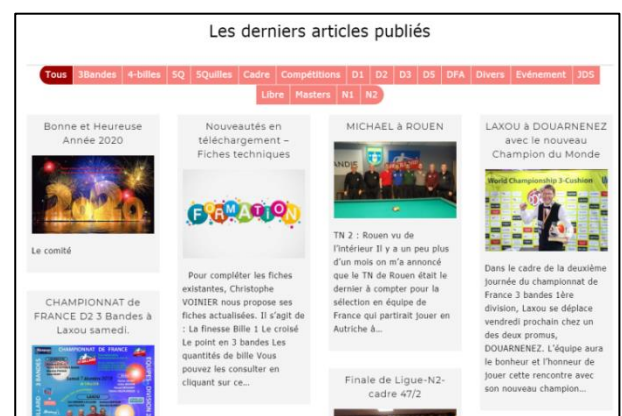 Les derniers articles publiés
Tous 3Bandes 4-billes 5Q 5Quilles Cadre Compétitions D1 D2 D3 D5 DFA Divers Evénement JDS
Libre Masters N1 N2
Bonne et Heureuse
Année 2020
2020
Le comité
CHAMPIONNAT de
FRANCE D2 3 Bandes à
Laxou samedi.
CHAMPIONNAT DE FRANCE
Nouveautés en
téléchargement –
Fiches techniques
FORMATION
Pour compléter les fiches
existantes, Christophe
VOINIER nous propose ses
fiches actualisées. Il s'agit de
: La finesse Bille 1 Le croisé
Le point en 3 bandes Les
quantités de bille Vous
pouvez les consulter en
cliquant sur ce...
MICHAEL à ROUEN
TN 2 : Rouen vu de
l'intérieur Il y a un peu plus
d'un mois on m'a annoncé
que le TN de Rouen était le
dernier à compter pour la
sélection en équipe de
France qui partirait jouer en
Autriche à...
Finale de Ligue-N2-
cadre 47/2
LAXOU à DOUARNENEZ
avec le nouveau
Champion du Monde
World Championship 3-Cushion
Dans le cadre de la deuxième
journée du championnat de
France 3 bandes 1ère
division, Laxou se déplace
vendredi prochain chez un
des deux promus,
DOUARNENEZ. L'équipe aura
le bonheur et l'honneur de
jouer cette rencontre avec
son nouveau champion...